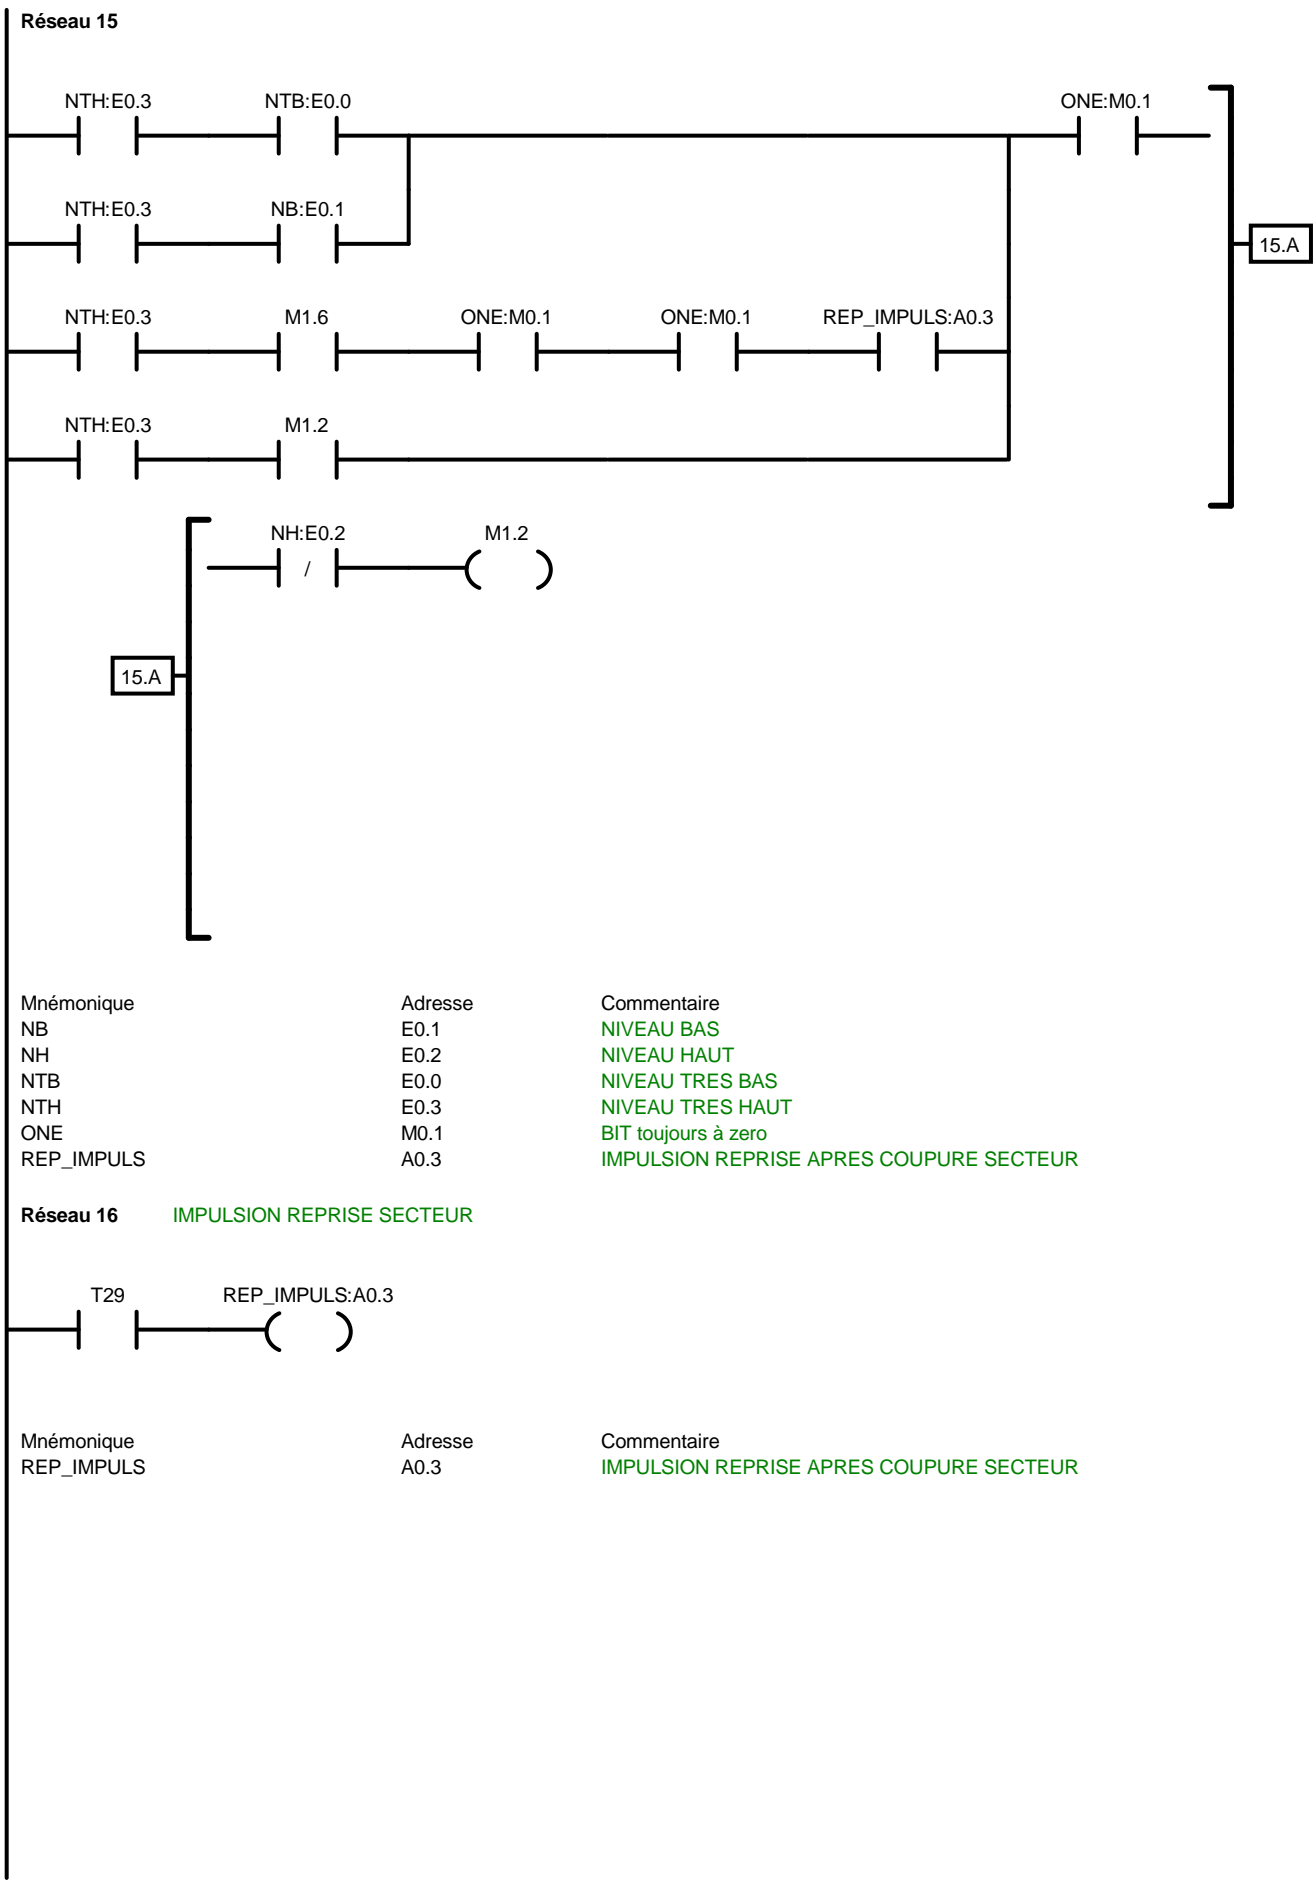 Réseau 15
NTH:E0.3 NTB:E0.0 ONE:M0.1
NTH:E0.3 NB:E0.1
15.A
NTH:E0.3 M1.6 ONE:M0.1 ONE:M0.1 REP_IMPULS:A0.3
NTH:E0.3 M1.2
NH:E0.2 M1.2
/
15.A
Mnémonique Adresse Commentaire
NB E0.1 NIVEAU BAS
NH E0.2 NIVEAU HAUT
NTB E0.0 NIVEAU TRES BAS
NTH E0.3 NIVEAU TRES HAUT
ONE M0.1 BIT toujours à zero
REP_IMPULS A0.3 IMPULSION REPRISE APRES COUPURE SECTEUR
Réseau 16 IMPULSION REPRISE SECTEUR
T29 REP_IMPULS:A0.3
Mnémonique Adresse Commentaire
REP_IMPULS A0.3 IMPULSION REPRISE APRES COUPURE SECTEUR